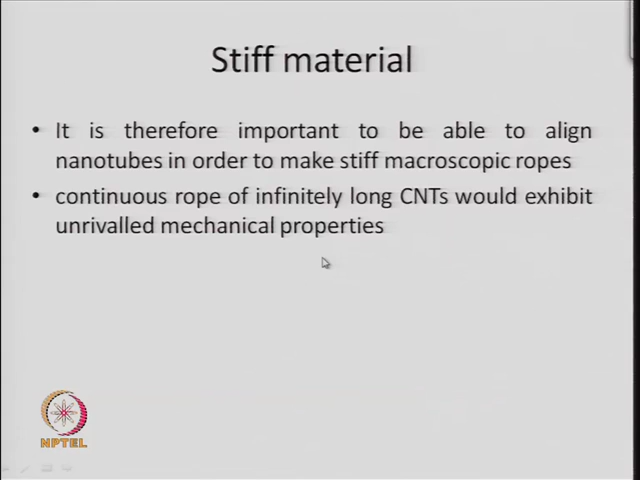 Stiff material
• It is therefore important to be able to align
nanotubes in order to make stiff macroscopic ropes
• continuous rope of infinitely long CNTs would exhibit
unrivalled mechanical properties
NPTEL